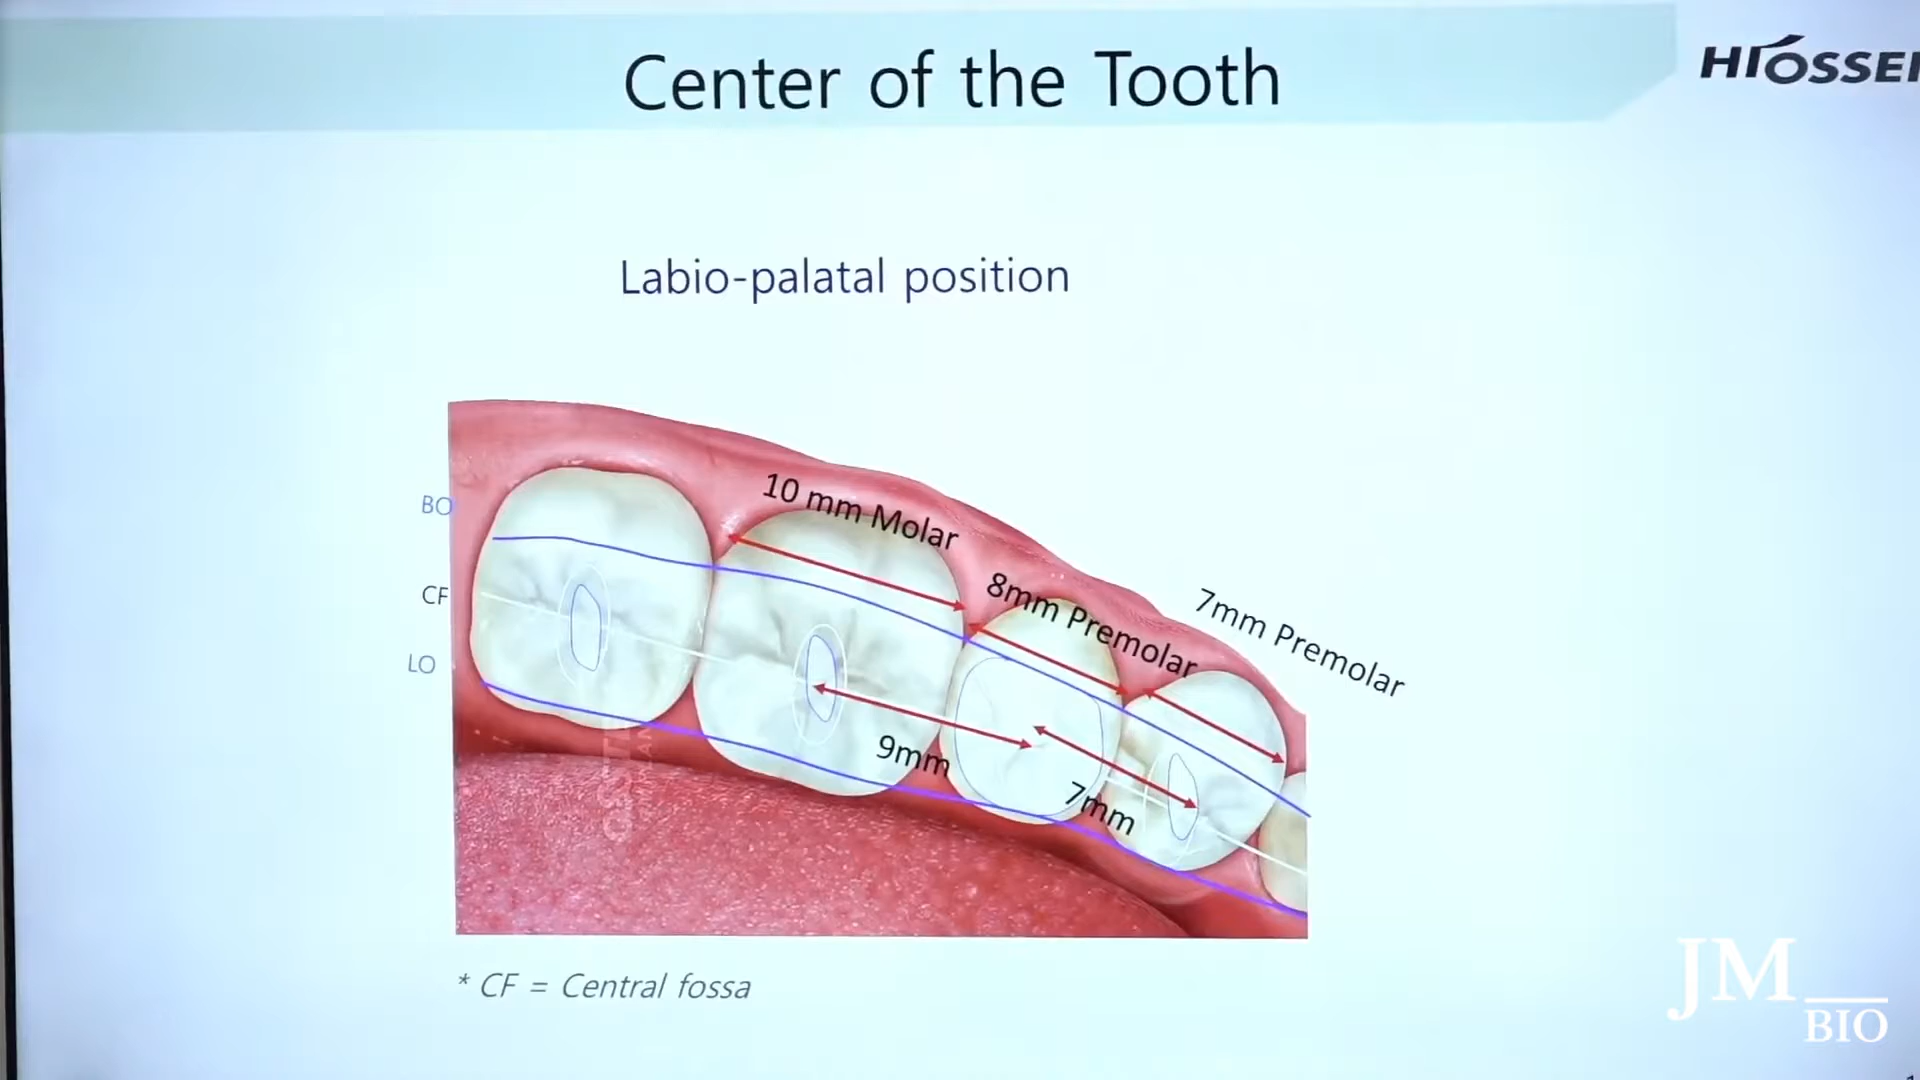 Center of the Tooth
HIOSSEN
Labio-palatal position
10 mm Molar
8mm Premolar
7mm Premolar
BO
CF
LO
9mm
7mm
* CF = Central fossa
JM
BIO